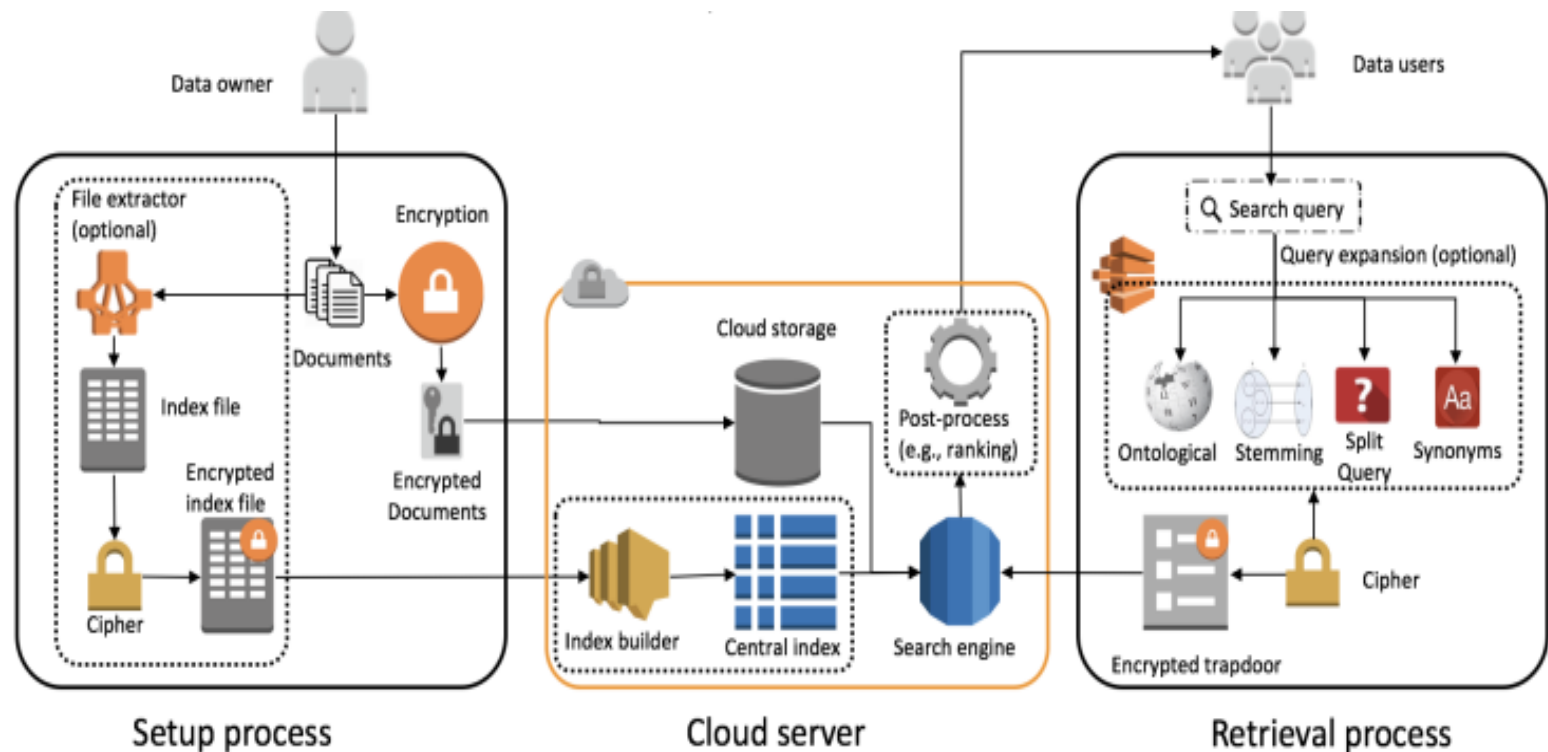 Data owner
Data users
File extractor
(optional)
Encryption
Search query
Query expansion (optional)
Documents
Cloud storage
Index file
Post-process
(e.g., ranking)
Ontological
Stemming
?
Split
Query
Aa
Synonyms
Encrypted
index file
Encrypted
Documents
Cipher
Index builder
Central index
Search engine
Encrypted trapdoor
Cipher
Setup process
Cloud server
Retrieval process